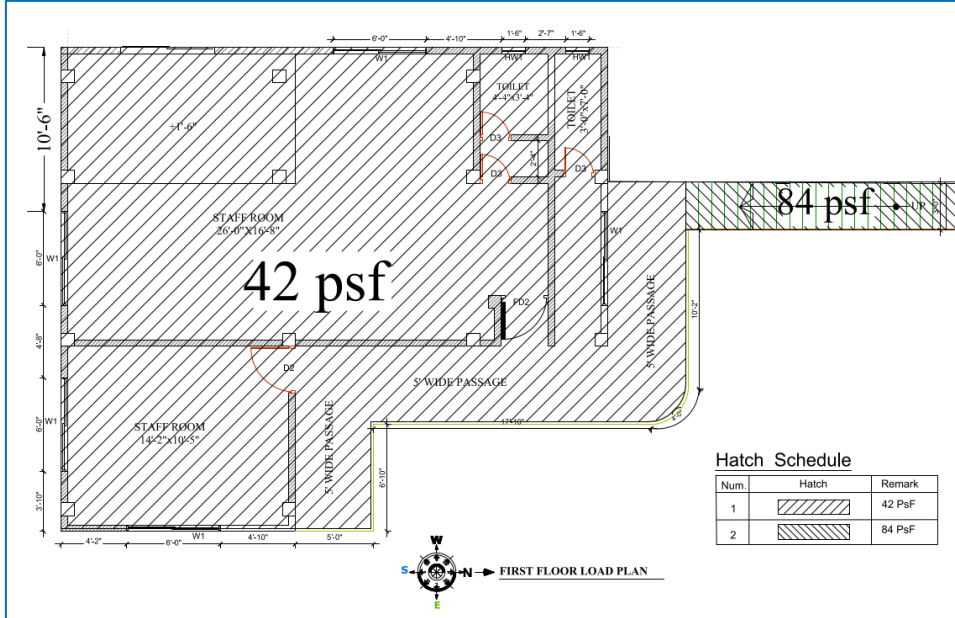 6'-0"
4'-10"
1'-6"
2'-7"
1'-6"
W1
HW1
HW1
TOILET
4'-4"x3'-4"
TOILET
3'-0"x7'-0"
10'-6"
+1'-6"
D3
D3
D3
STAFF ROOM
26'-0"X16'-8"
42 psf
84 psf
UP
W1
W1
6'-0"
FD2
5' WIDE PASSAGE
10'-2"
4'-8"
D2
5' WIDE PASSAGE
17'-10"
W1
6'-0"
STAFF ROOM
14'-2"x10'-5"
5' WIDE PASSAGE
6'-10"
3'-10"
W1
4'-2"
6'-0"
4'-10"
5'-0"
Hatch Schedule
Num. Hatch Remark
1 42 PsF
2 84 PsF
W
S
N
E
FIRST FLOOR LOAD PLAN